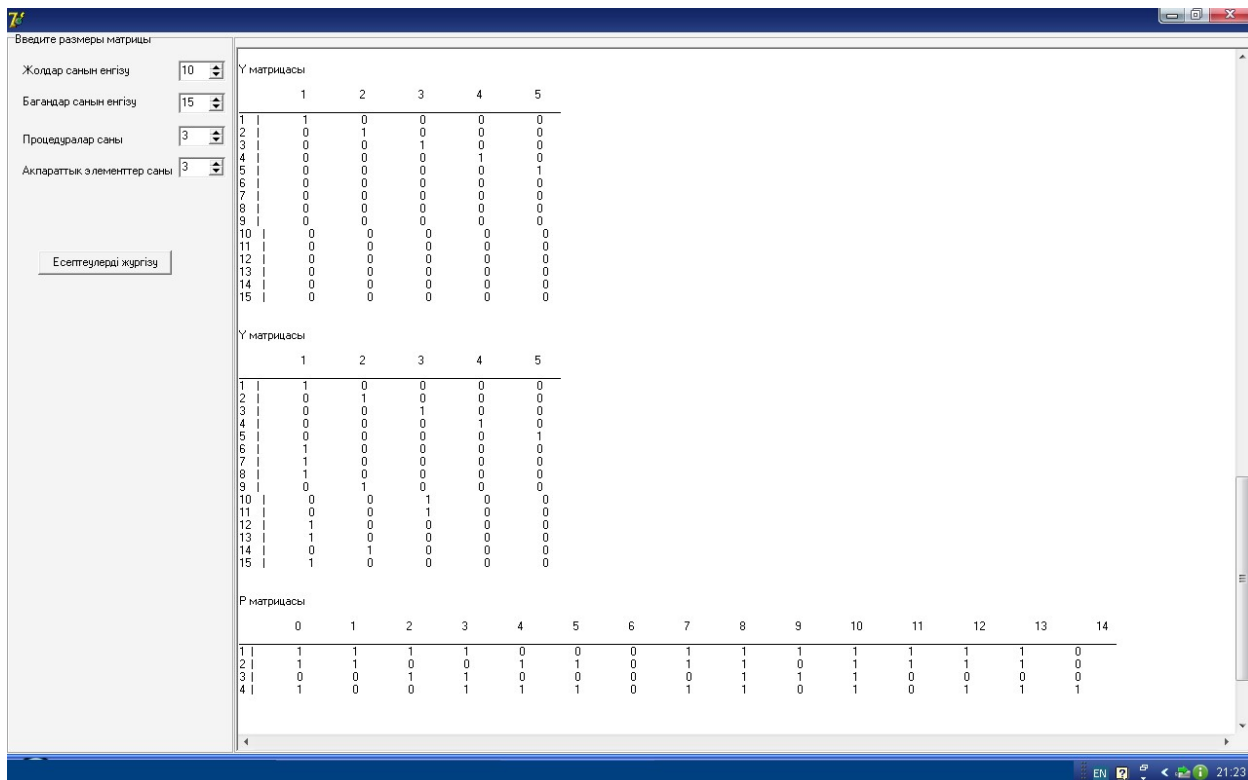 Введите размеры матрицы
Жолдар санын енгізу 10
Багандар санын енгізу 15
Процедуралар саны 3
Акпараттык элементтер саны 3
Есептеулерді жүргізу
Y матрицасы
1 2 3 4 5
1 | 1 0 0 0 0
2 | 0 1 0 0 0
3 | 0 0 1 0 0
4 | 0 0 0 1 0
5 | 0 0 0 0 1
6 | 0 0 0 0 0
7 | 0 0 0 0 0
8 | 0 0 0 0 0
9 | 0 0 0 0 0
10 | 0 0 0 0 0
11 | 0 0 0 0 0
12 | 0 0 0 0 0
13 | 0 0 0 0 0
14 | 0 0 0 0 0
15 | 0 0 0 0 0
Y матрицасы
1 2 3 4 5
1 | 1 0 0 0 0
2 | 0 1 0 0 0
3 | 0 0 1 0 0
4 | 0 0 0 1 0
5 | 0 0 0 0 1
6 | 1 0 0 0 0
7 | 1 0 0 0 0
8 | 1 0 0 0 0
9 | 0 1 0 0 0
10 | 0 0 1 0 0
11 | 0 0 1 0 0
12 | 1 0 0 0 0
13 | 1 0 0 0 0
14 | 0 1 0 0 0
15 | 1 0 0 0 0
P матрицасы
0 1 2 3 4 5 6 7 8 9 10 11 12 13 14
1 | 1 1 1 1 0 0 0 1 1 1 1 1 1 1 0
2 | 1 1 0 0 1 1 0 1 1 0 1 1 1 1 0
3 | 0 0 1 1 0 0 0 0 1 1 1 0 0 0 0
4 | 1 0 0 1 1 1 0 1 1 0 1 0 1 1 1
EN 21:23